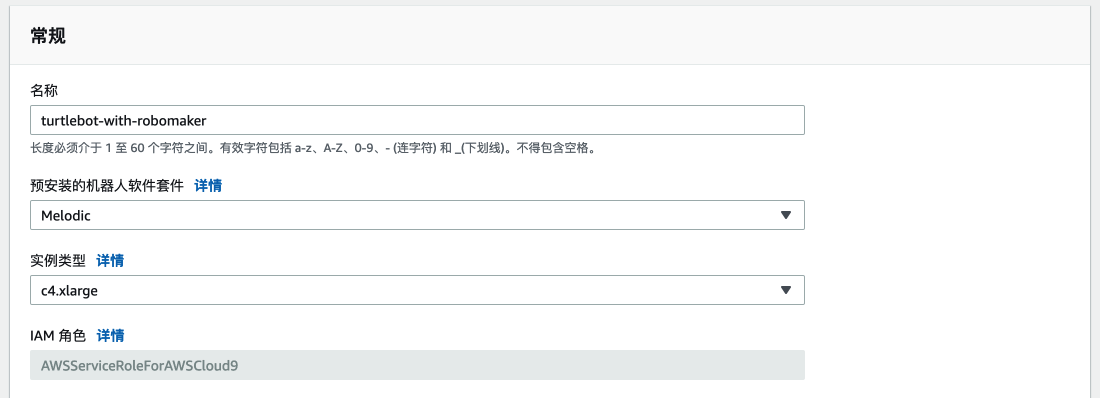 常规
名称
turtlebot-with-robomaker
长度必须介于 1 至 60 个字符之间。有效字符包括 a-z、A-Z、0-9、- (连字符) 和 _(下划线)。不得包含空格。
预安装的机器人软件套件 详情
Melodic
实例类型 详情
c4.xlarge
IAM 角色 详情
AWSServiceRoleForAWSCloud9